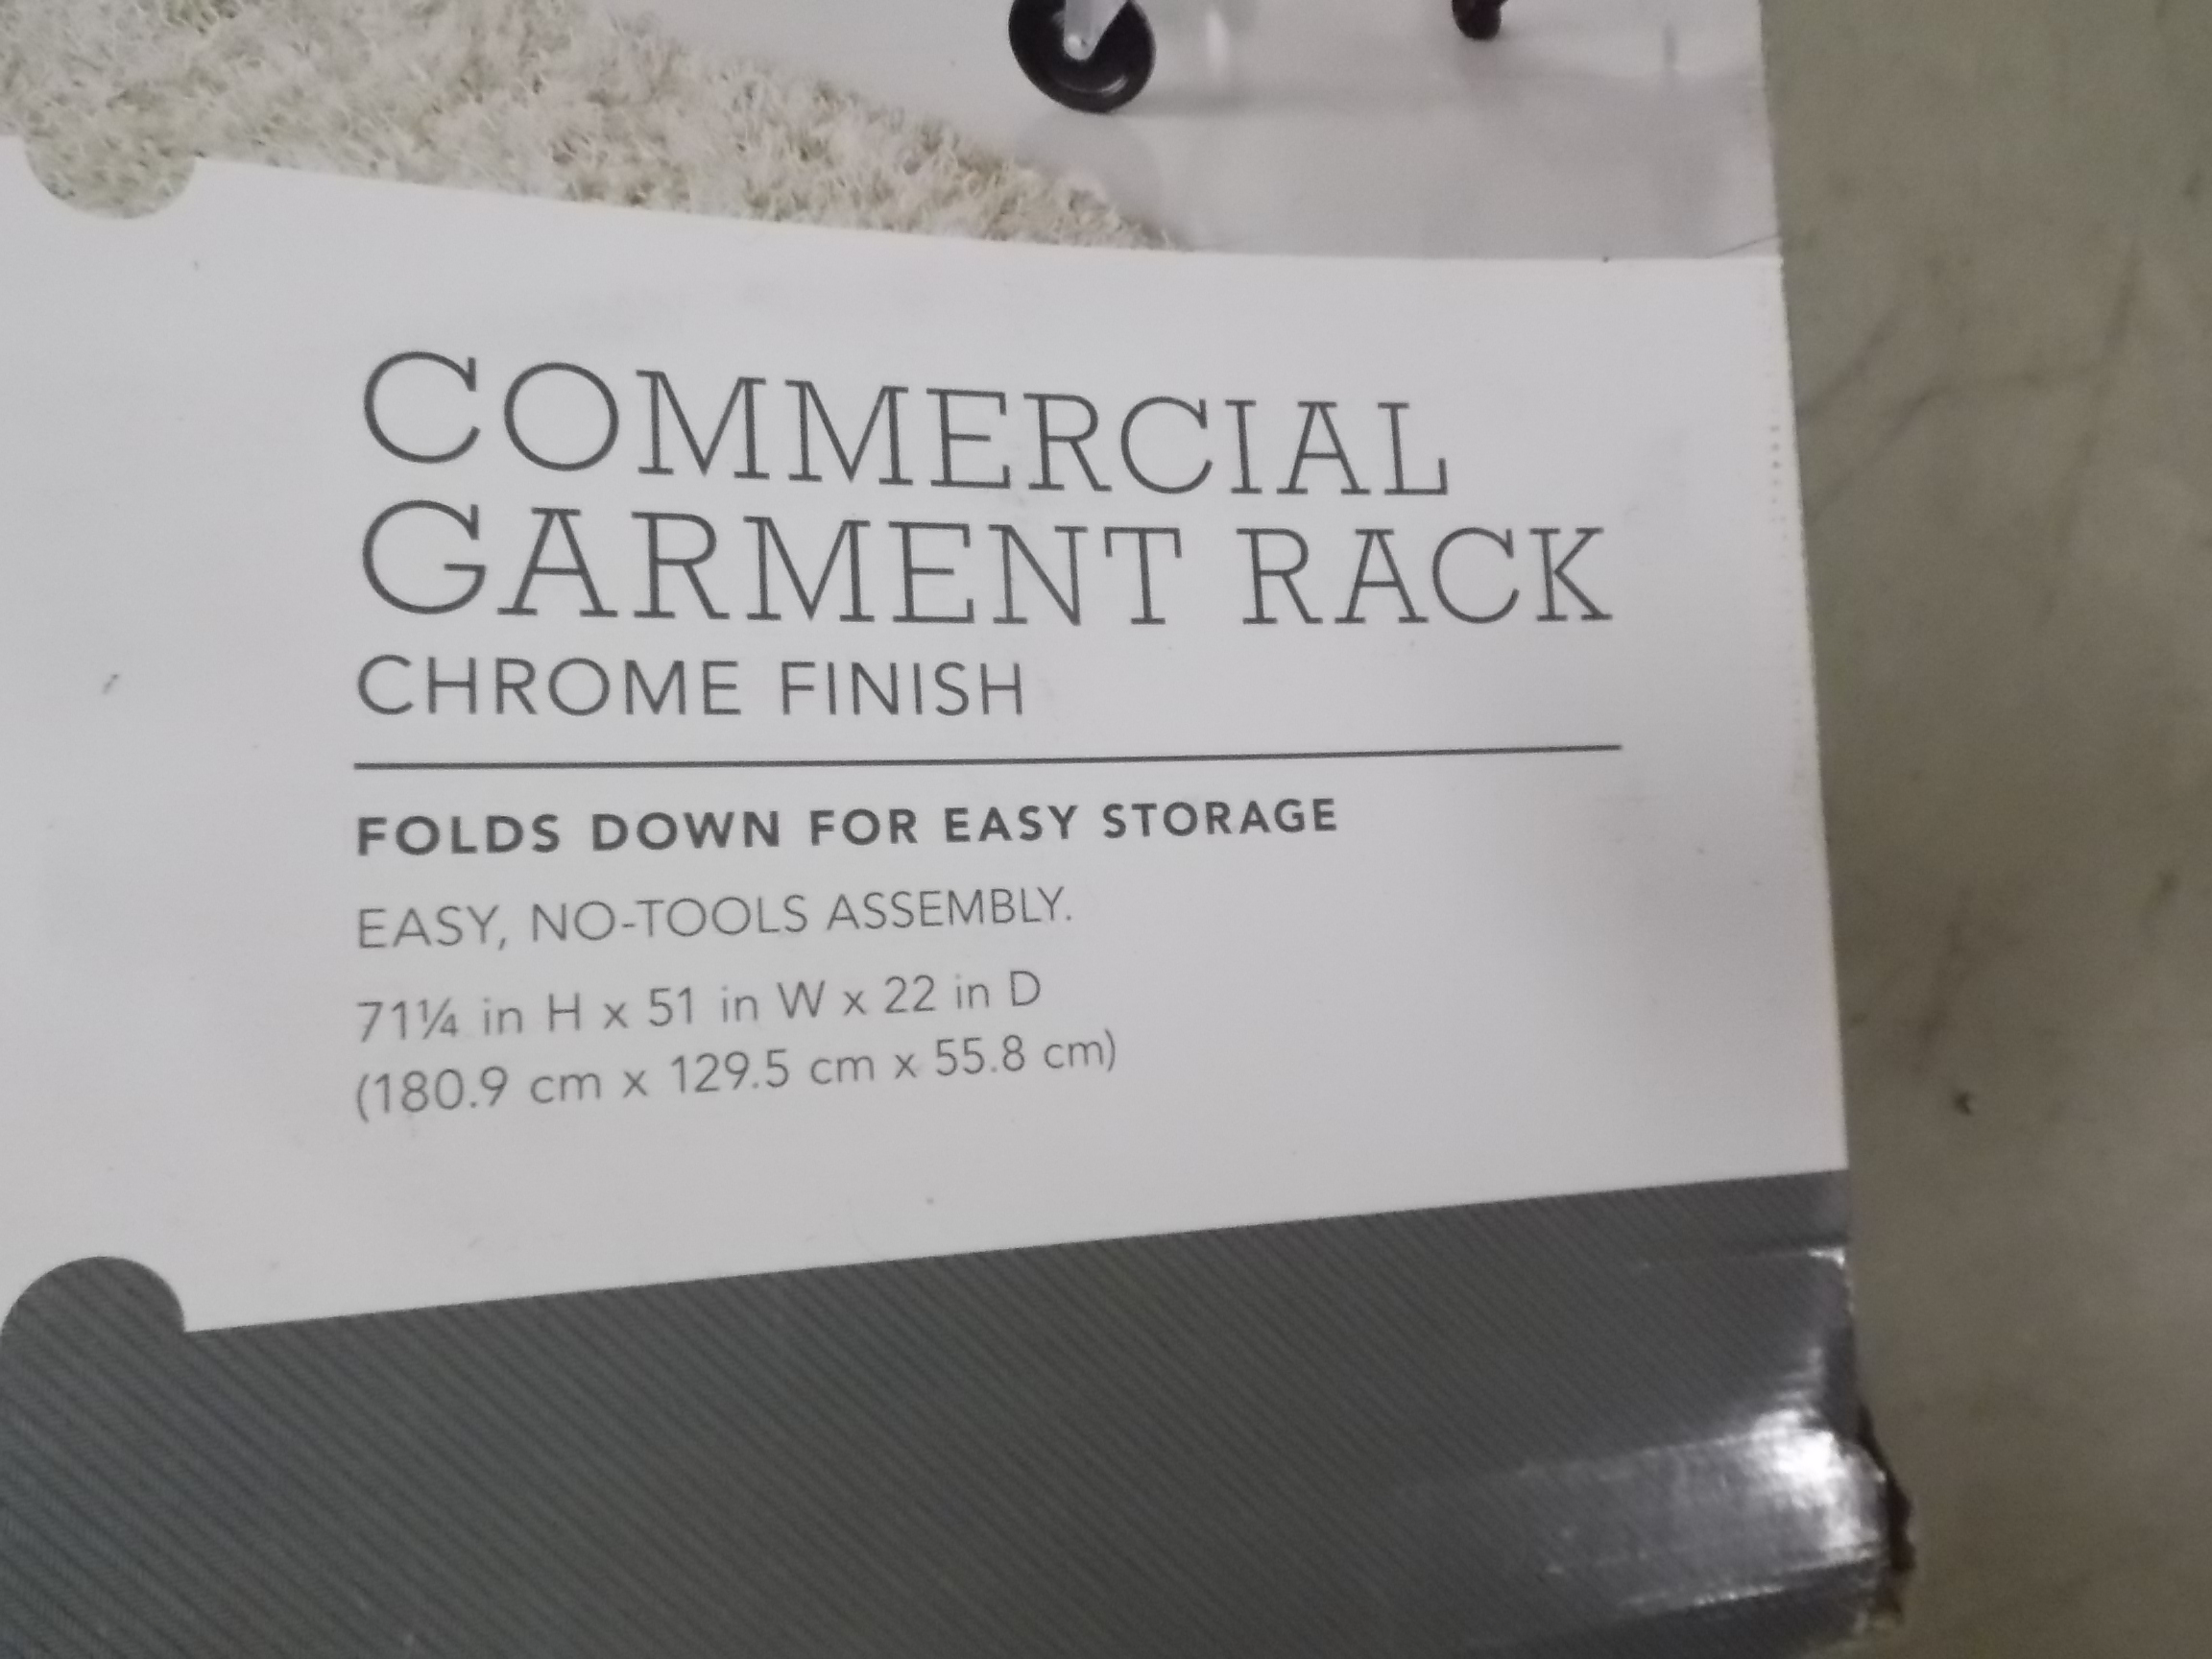 COMMERCIAL
GARMENT RACK
CHROME FINISH
FOLDS DOWN FOR EASY STORAGE
EASY, NO-TOOLS ASSEMBLY.
71¼ in H x 51 in W x 22 in D
(180.9 cm x 129.5 cm x 55.8 cm)